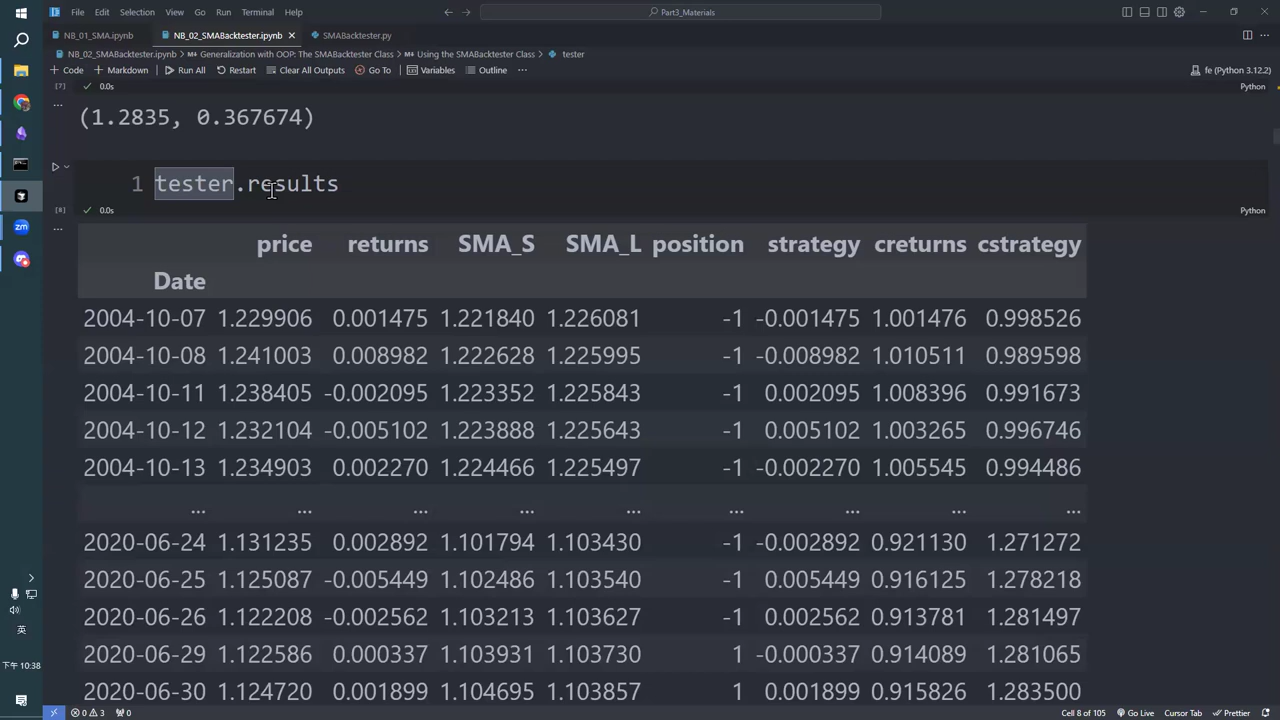 File Edit Selection View Go Run Terminal Help
Part3_Materials
NB_01_SMA.ipynb NB_02_SMABacktester.ipynb SMABacktester.py
NB_02_SMABacktester.ipynb Generalization with OOP: The SMABacktester Class Using the SMABacktester Class tester
Code Markdown Run All Restart Clear All Outputs Go To Variables Outline fe (Python 3.12.2)
[7] 0.0s Python
(1.2835, 0.367674)
1 tester.results
[8] 0.0s Python
price returns SMA_S SMA_L position strategy creturns cstrategy
Date
2004-10-07 1.229906 0.001475 1.221840 1.226081 -1 -0.001475 1.001476 0.998526
2004-10-08 1.241003 0.008982 1.222628 1.225995 -1 -0.008982 1.010511 0.989598
2004-10-11 1.238405 -0.002095 1.223352 1.225843 -1 0.002095 1.008396 0.991673
2004-10-12 1.232104 -0.005102 1.223888 1.225643 -1 0.005102 1.003265 0.996746
2004-10-13 1.234903 0.002270 1.224466 1.225497 -1 -0.002270 1.005545 0.994486
... ... ... ... ... ... ... ... ...
2020-06-24 1.131235 0.002892 1.101794 1.103430 -1 -0.002892 0.921130 1.271272
2020-06-25 1.125087 -0.005449 1.102486 1.103540 -1 0.005449 0.916125 1.278218
2020-06-26 1.122208 -0.002562 1.103213 1.103627 -1 0.002562 0.913781 1.281497
2020-06-29 1.122586 0.000337 1.103931 1.103730 1 -0.000337 0.914089 1.281065
2020-06-30 1.124720 0.001899 1.104695 1.103857 1 0.001899 0.915826 1.283500
英
下午 10:38
0 3 0 Cell 8 of 105 Go Live Cursor Tab Prettier